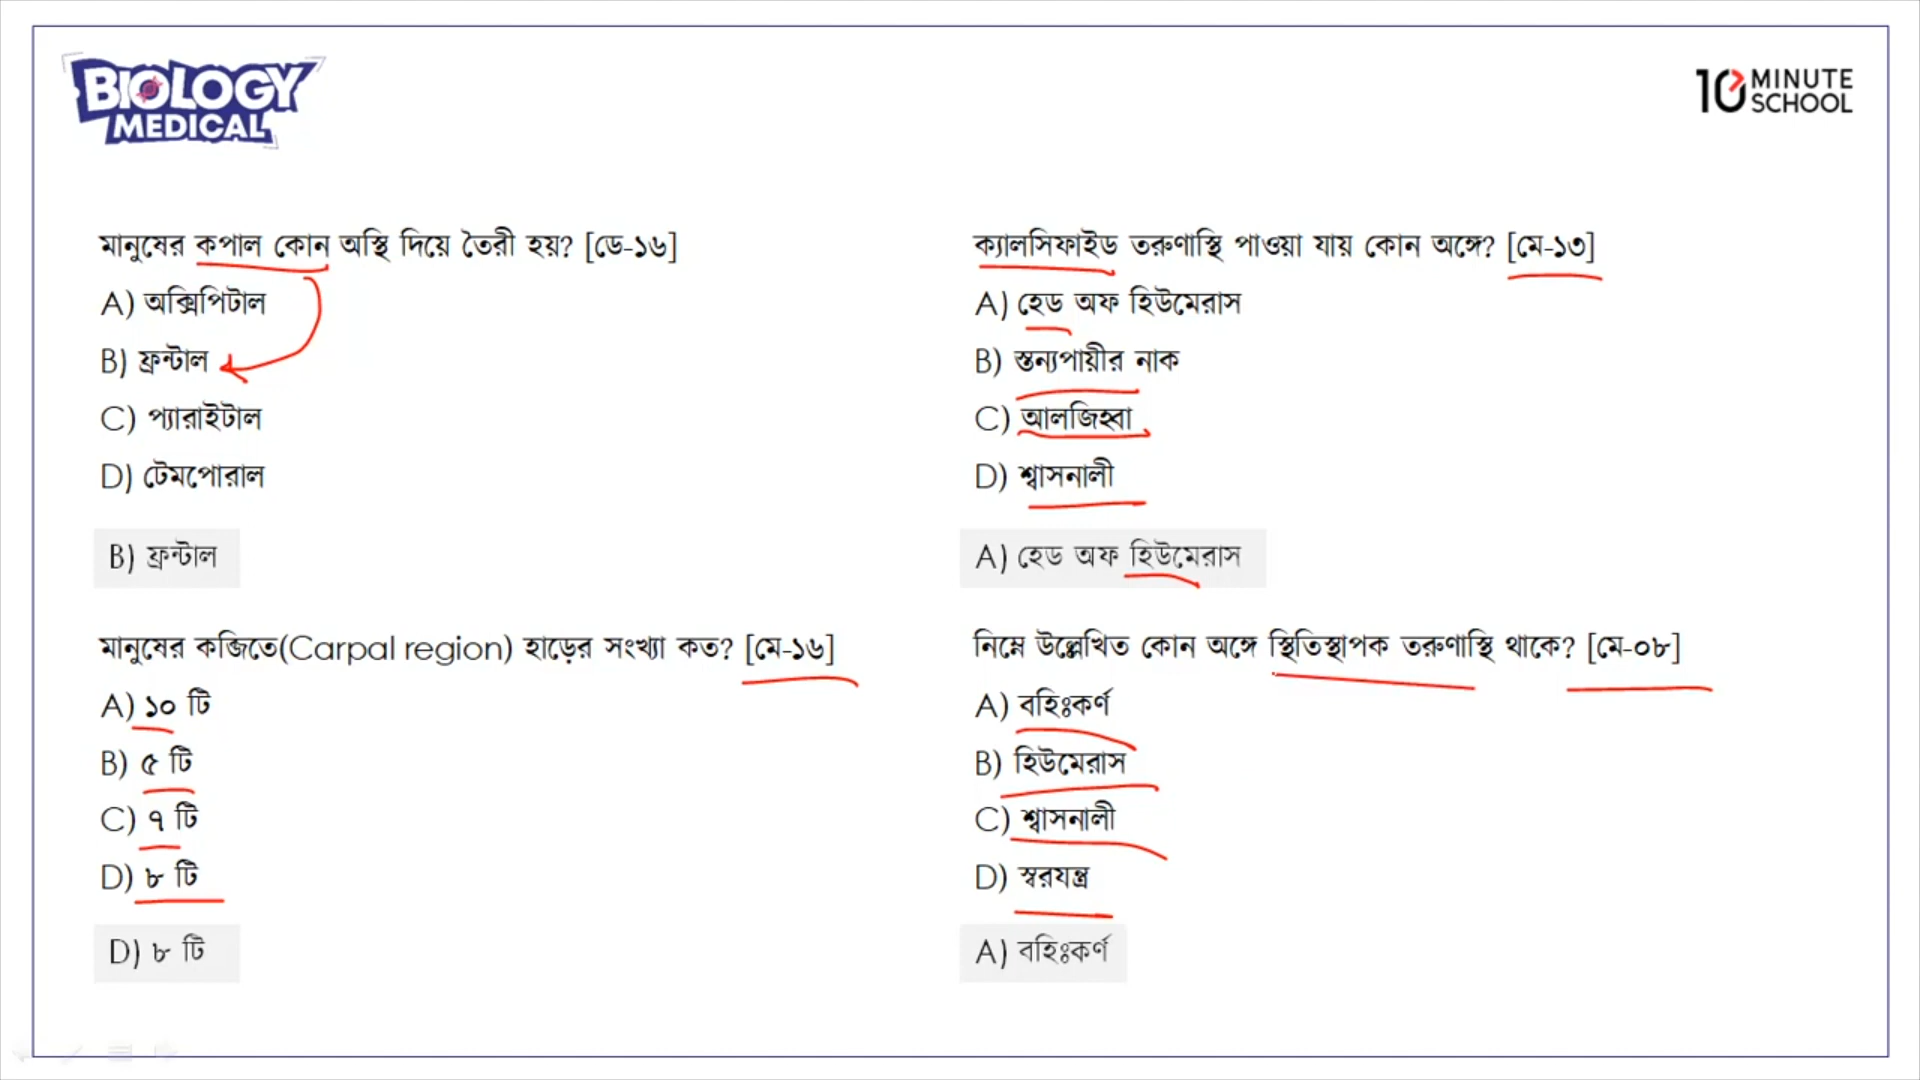 BIOLOGY
MEDICAL
10 MINUTE
SCHOOL
মানুষের কপাল কোন অস্থি দিয়ে তৈরী হয়? [ডে-১৬]
A) অক্সিপিটাল
B) ফ্রন্টাল
C) প্যারাইটাল
D) টেমপোরাল
B) ফ্রন্টাল
মানুষের কব্জিতে(Carpal region) হাড়ের সংখ্যা কত? [মে-১৬]
A) ১০ টি
B) ৫ টি
C) ৭ টি
D) ৮ টি
D) ৮ টি
ক্যালসিফাইড তরুণাস্থি পাওয়া যায় কোন অঙ্গে? [মে-১৩]
A) হেড অফ হিউমেরাস
B) স্তন্যপায়ীর নাক
C) আলজিহ্বা
D) শ্বাসনালী
A) হেড অফ হিউমেরাস
নিম্নে উল্লেখিত কোন অঙ্গে স্থিতিস্থাপক তরুণাস্থি থাকে? [মে-০৮]
A) বহিঃকর্ণ
B) হিউমেরাস
C) শ্বাসনালী
D) স্বরযন্ত্র
A) বহিঃকর্ণ